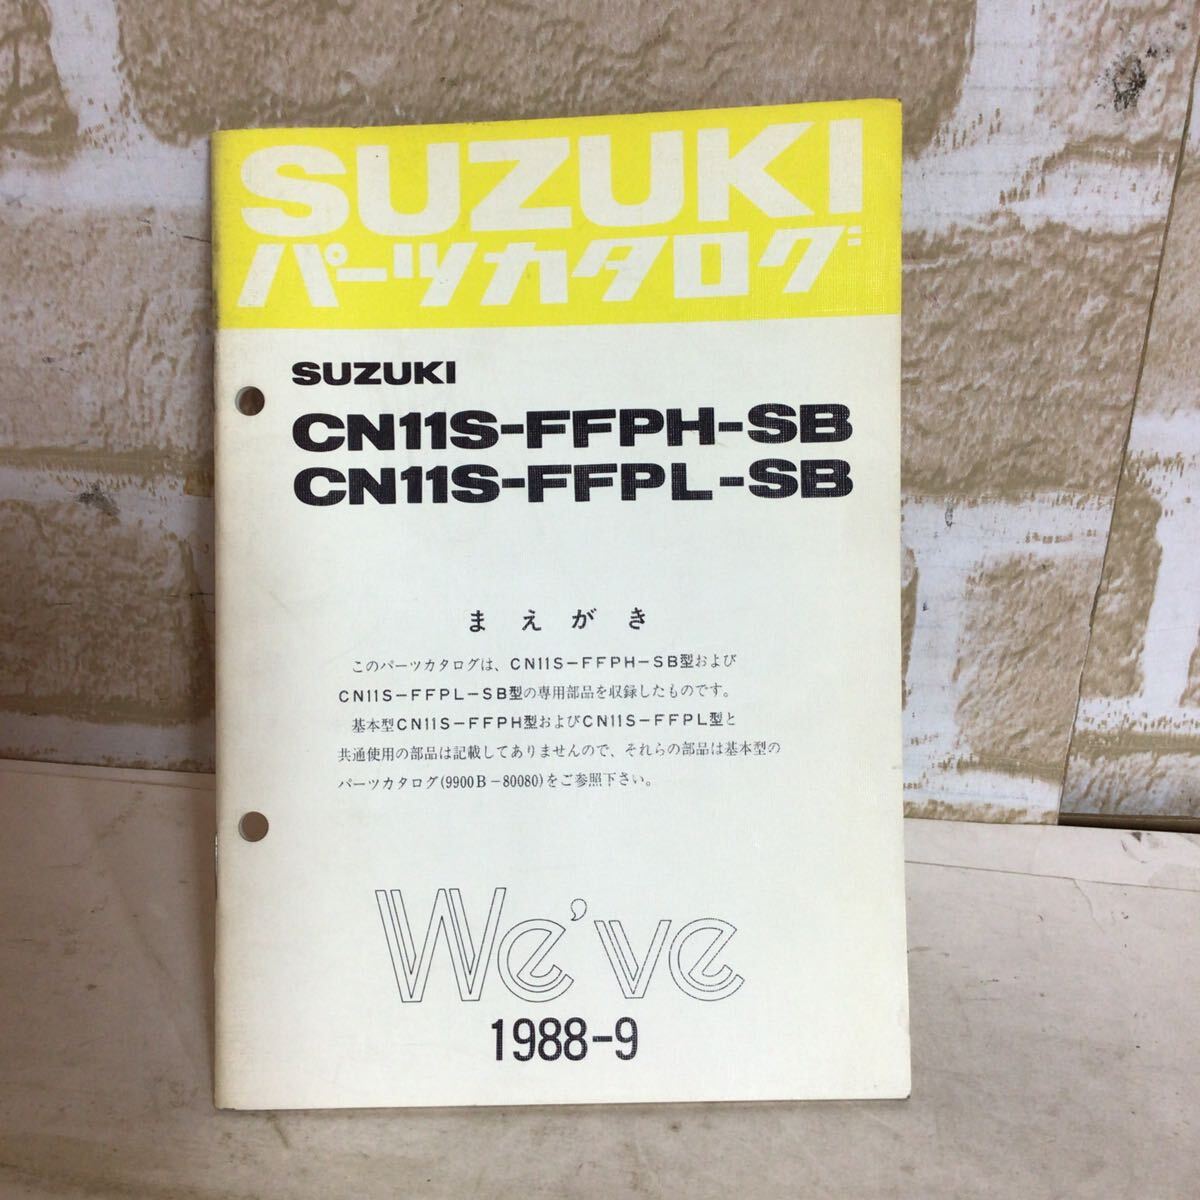 SUZUKI
パーツカタログ
SUZUKI
CN11S-FFPH-SB
CN11S-FFPL-SB
まえがき
このパーツカタログは、CN11S-FFPH-SB型および
CN11S-FFPL-SB型の専用部品を収録したものです。
基本型CN11S-FFPH型およびCN11S-FFPL型と
共通使用の部品は記載してありませんので、それらの部品は基本型の
パーツカタログ(9900B-80080)をご参照下さい。
We've
1988-9